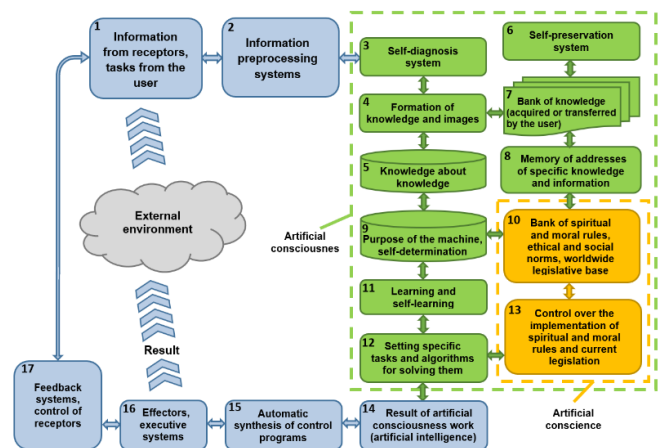 1
Information
from receptors,
tasks from the
user
2
Information
preprocessing
systems
3
Self-diagnosis
system
6
Self-preservation
system
4
Formation of
knowledge and images
7
Bank of knowledge
(acquired or transferred
by the user)
5
Knowledge about
knowledge
8
Memory of addresses
of specific knowledge
and information
External
environment
Artificial
consciousnes
9
Purpose of the machine,
self-determination
10
Bank of spiritual
and moral rules,
ethical and social
norms, worldwide
legislative base
11
Learning and
self-learning
13
Control over the
implementation of
spiritual and moral
rules and current
legislation
12
Setting specific
tasks and algorithms
for solving them
Result
17
Feedback
systems,
control of
receptors
16
Effectors,
executive
systems
15
Automatic
synthesis of control
programs
14
Result of artificial
consciousness work
(artificial intelligence)
Artificial
conscience